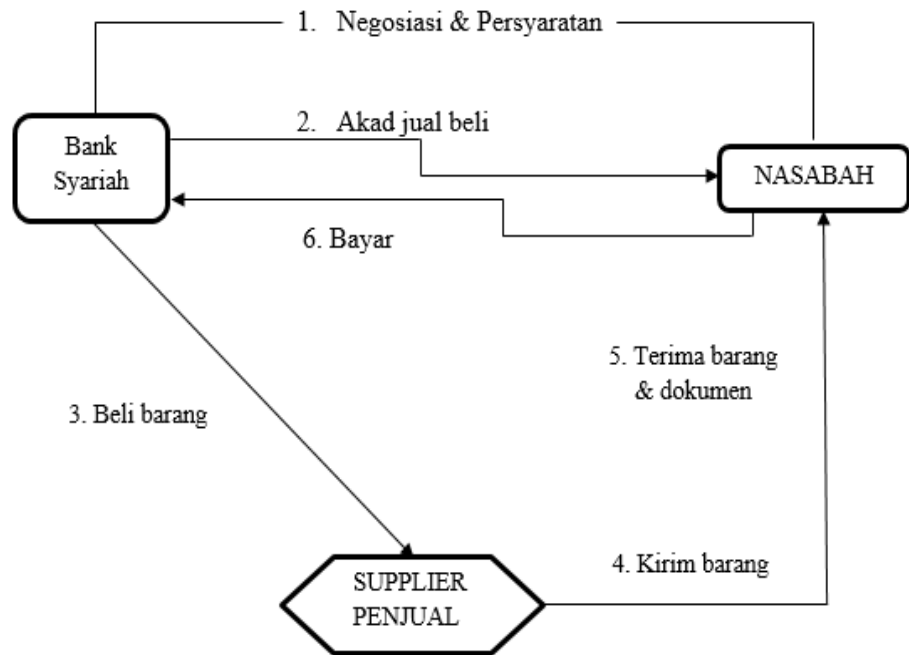 1. Negosiasi & Persyaratan
2. Akad jual beli
Bank
Syariah
NASABAH
6. Bayar
5. Terima barang
& dokumen
3. Beli barang
4. Kirim barang
SUPPLIER
PENJUAL